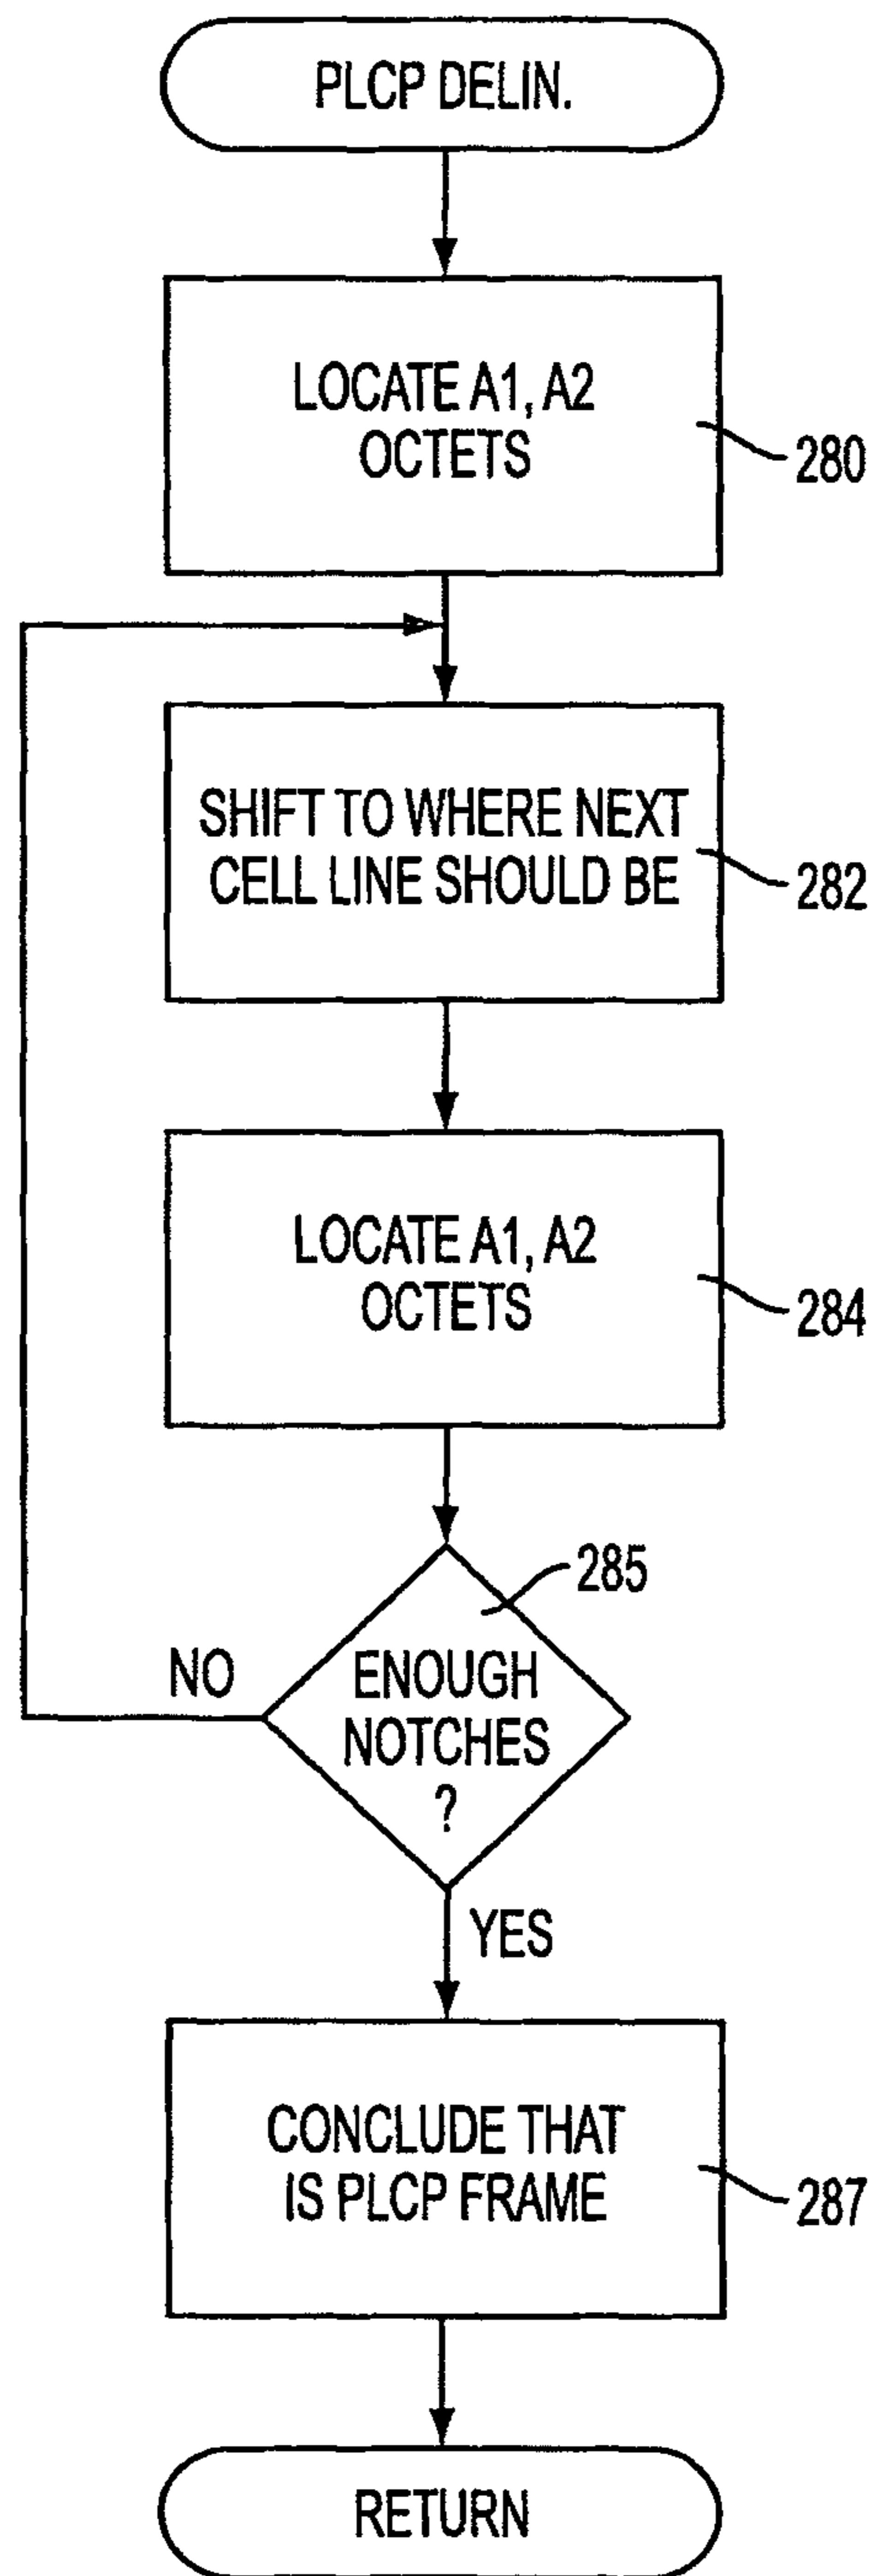 PLCP DELIN.
LOCATE A1, A2
OCTETS
280
SHIFT TO WHERE NEXT
CELL LINE SHOULD BE
282
LOCATE A1, A2
OCTETS
284
285
NO
ENOUGH
NOTCHES
?
YES
CONCLUDE THAT
IS PLCP FRAME
287
RETURN